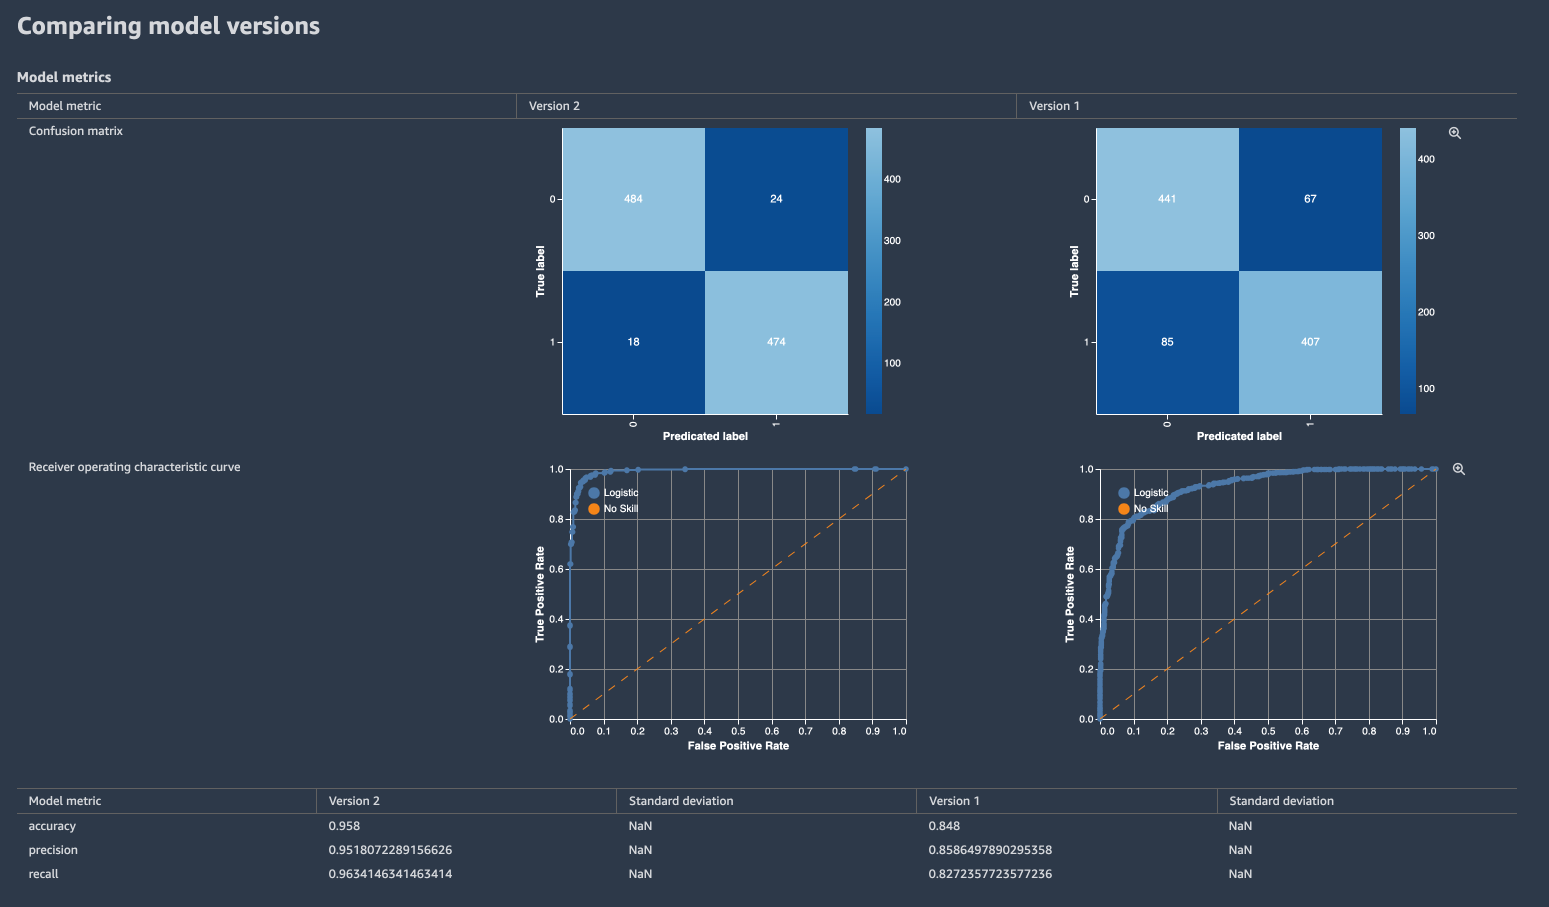 Comparing model versions
Model metrics
Model metric Version 2 Version 1
Confusion matrix
484 24
18 474
0
1
True label
0 1
Predicated label
400
300
200
100
441 67
85 407
0
1
True label
0 1
Predicated label
400
300
200
100
Receiver operating characteristic curve
1.0
0.8
0.6
0.4
0.2
0.0
True Positive Rate
Logistic
No Skill
0.0 0.1 0.2 0.3 0.4 0.5 0.6 0.7 0.8 0.9 1.0
False Positive Rate
1.0
0.8
0.6
0.4
0.2
0.0
True Positive Rate
Logistic
No Skill
0.0 0.1 0.2 0.3 0.4 0.5 0.6 0.7 0.8 0.9 1.0
False Positive Rate
Model metric Version 2 Standard deviation Version 1 Standard deviation
accuracy 0.958 NaN 0.848 NaN
precision 0.9518072289156626 NaN 0.8586497890295358 NaN
recall 0.9634146341463414 NaN 0.8272357723577236 NaN